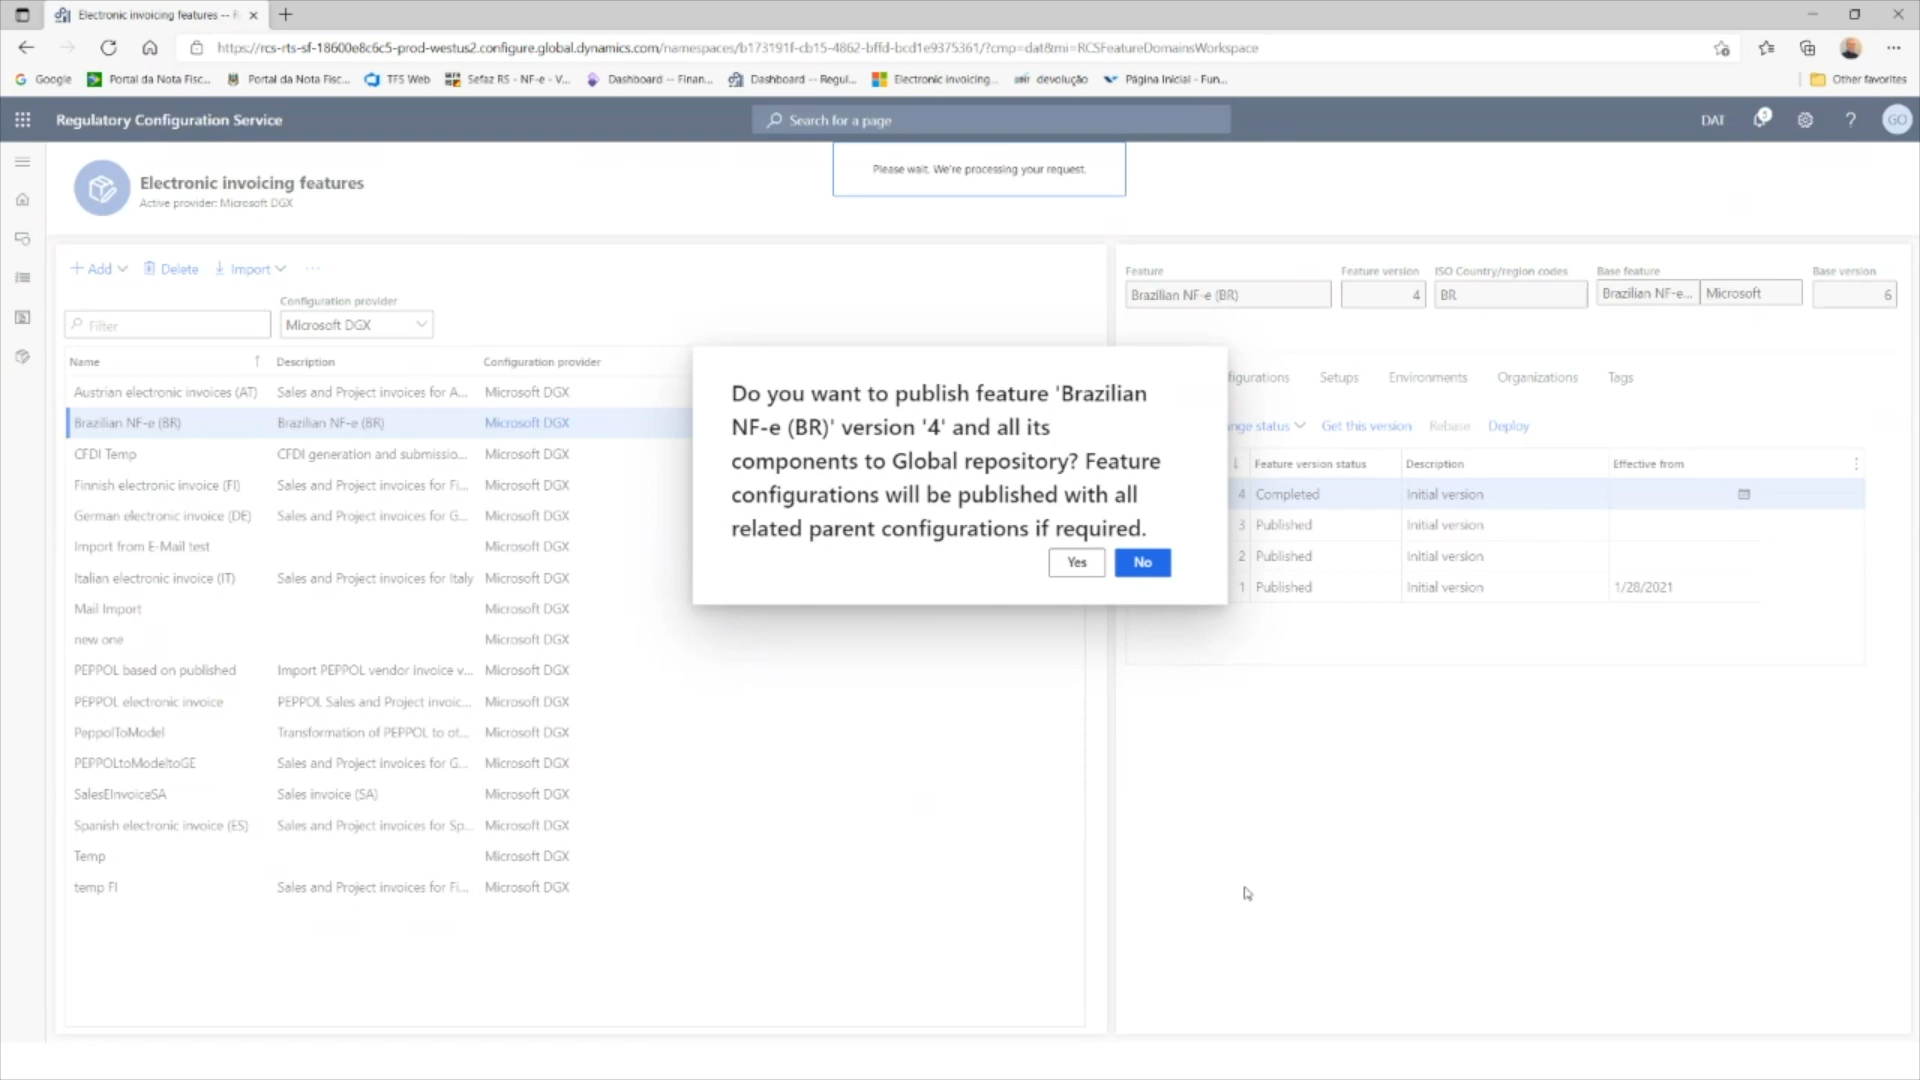 Electronic invoicing features -- R
https://rcs-rts-sf-18600e8c6c5-prod-westus2.configure.global.dynamics.com/namespaces/b173191f-cb15-4862-bffd-bcd1e9375361/?cmp=dat&mi=RCSFeatureDomainsWorkspace
Google Portal da Nota Fisc... Portal da Nota Fisc... TFS Web Sefaz RS - NF-e - V... Dashboard -- Finan... Dashboard -- Regul... Electronic invoicing... devolução Página Inicial - Fun... Other favorites
Regulatory Configuration Service Search for a page DAT ? GO
Please wait. We're processing your request.
Electronic invoicing features
Active provider: Microsoft DGX
Add Delete Import ...
Configuration provider
Filter Microsoft DGX
Name Description Configuration provider
Austrian electronic invoices (AT) Sales and Project invoices for A... Microsoft DGX
Brazilian NF-e (BR) Brazilian NF-e (BR) Microsoft DGX
CFDI Temp CFDI generation and submissio... Microsoft DGX
Finnish electronic invoice (FI) Sales and Project invoices for Fi... Microsoft DGX
German electronic invoice (DE) Sales and Project invoices for G... Microsoft DGX
Import from E-Mail test Microsoft DGX
Italian electronic invoice (IT) Sales and Project invoices for Italy Microsoft DGX
Mail Import Microsoft DGX
new one Microsoft DGX
PEPPOL based on published Import PEPPOL vendor invoice v... Microsoft DGX
PEPPOL electronic invoice PEPPOL Sales and Project invoic... Microsoft DGX
PeppolToModel Transformation of PEPPOL to ot... Microsoft DGX
PEPPOLtoModeltoGE Sales and Project invoices for G... Microsoft DGX
SalesEInvoiceSA Sales invoice (SA) Microsoft DGX
Spanish electronic invoice (ES) Sales and Project invoices for Sp... Microsoft DGX
Temp Microsoft DGX
temp FI Sales and Project invoices for Fi... Microsoft DGX
Do you want to publish feature 'Brazilian
NF-e (BR)' version '4' and all its
components to Global repository? Feature
configurations will be published with all
related parent configurations if required.
Yes No
Feature Feature version ISO Country/region codes Base feature Base version
Brazilian NF-e (BR) 4 BR Brazilian NF-e... Microsoft 6
figurations Setups Environments Organizations Tags
nge status Get this version Rebase Deploy
Feature version status Description Effective from
4 Completed Initial version
3 Published Initial version
2 Published Initial version
1 Published Initial version 1/28/2021